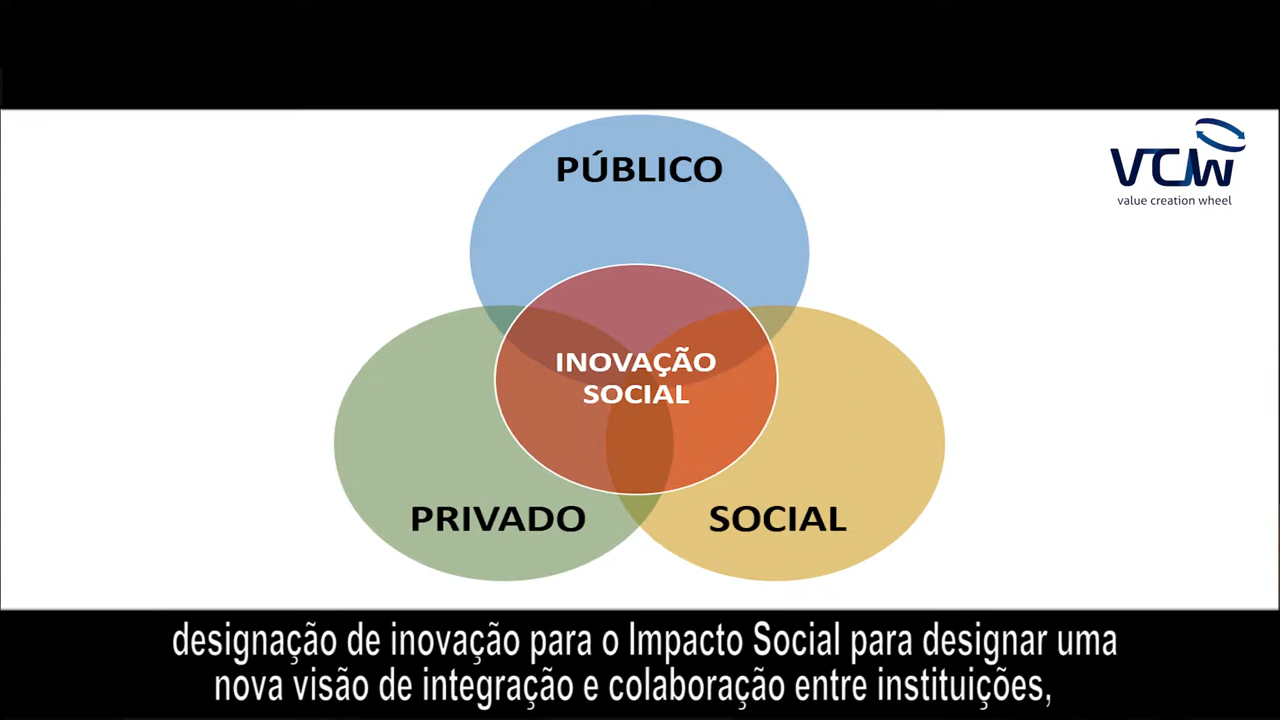 PÚBLICO
VCW
value creation wheel
INOVAÇÃO
SOCIAL
PRIVADO
SOCIAL
designação de inovação para o Impacto Social para designar uma
nova visão de integração e colaboração entre instituições,